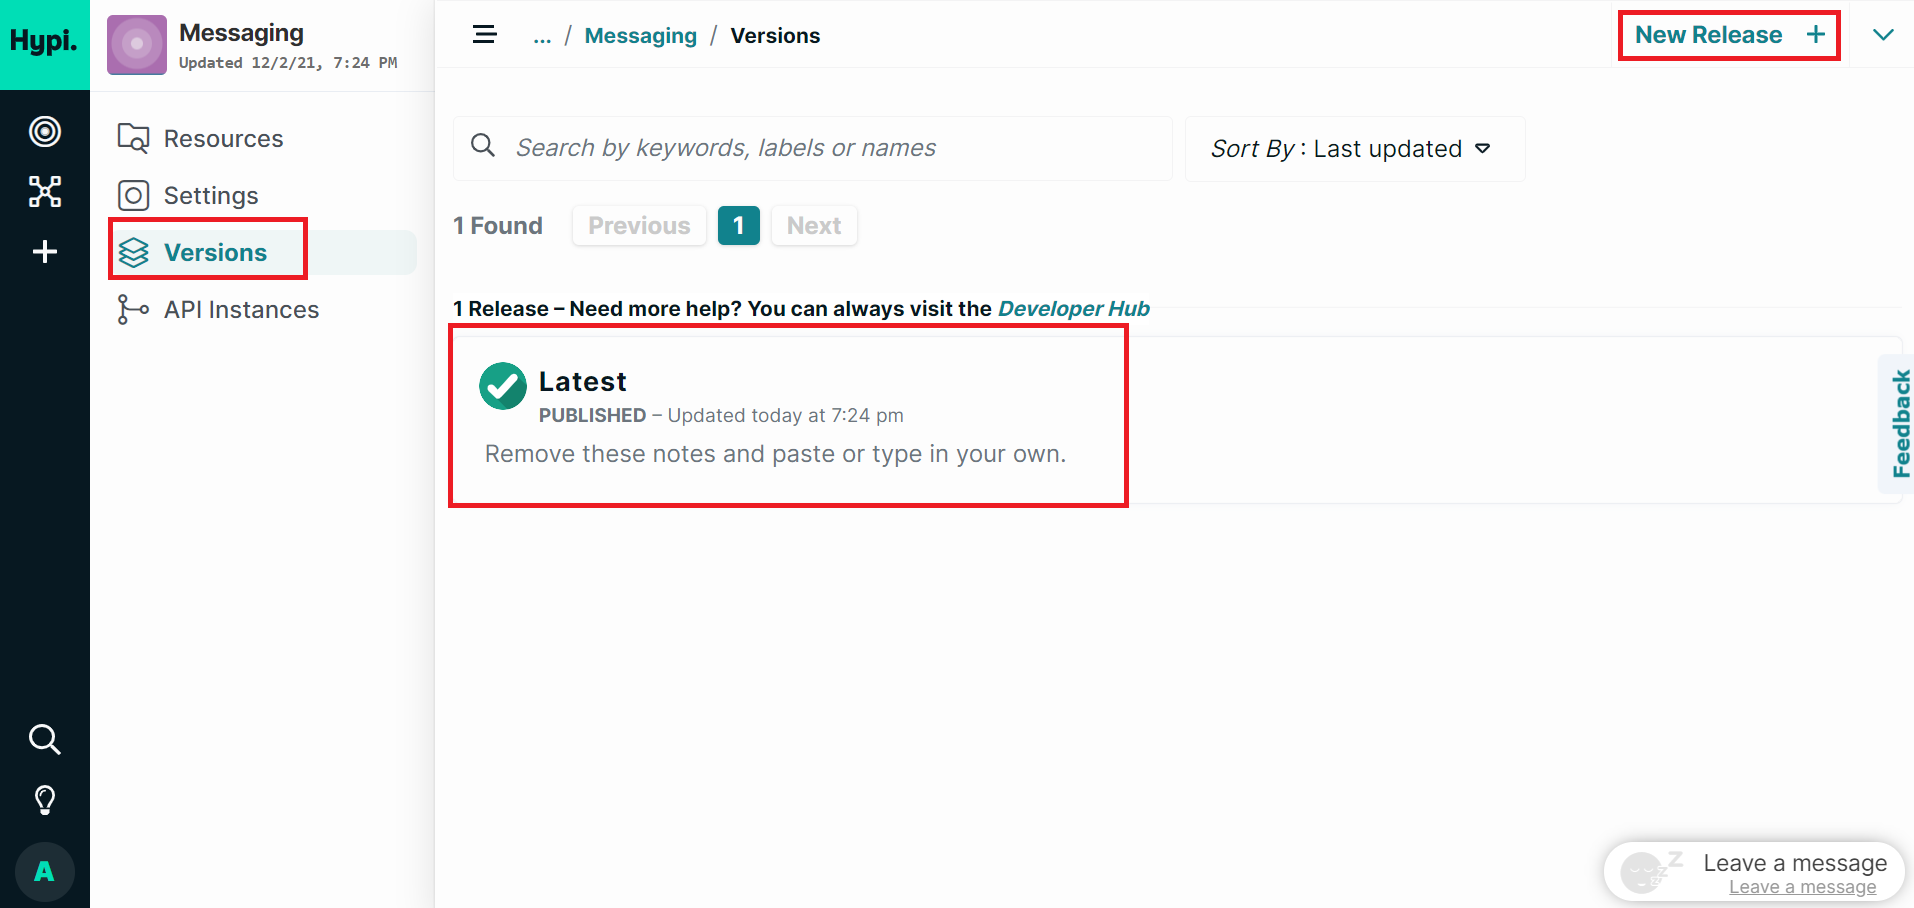 Hypi.
Messaging
Updated 12/2/21, 7:24 PM
Resources
Settings
Versions
API Instances
A
... / Messaging / Versions
New Release +
Search by keywords, labels or names
Sort By : Last updated
1 Found
Previous
1
Next
1 Release – Need more help? You can always visit the Developer Hub
Latest
PUBLISHED – Updated today at 7:24 pm
Remove these notes and paste or type in your own.
Feedback
z z z
Leave a message
Leave a message